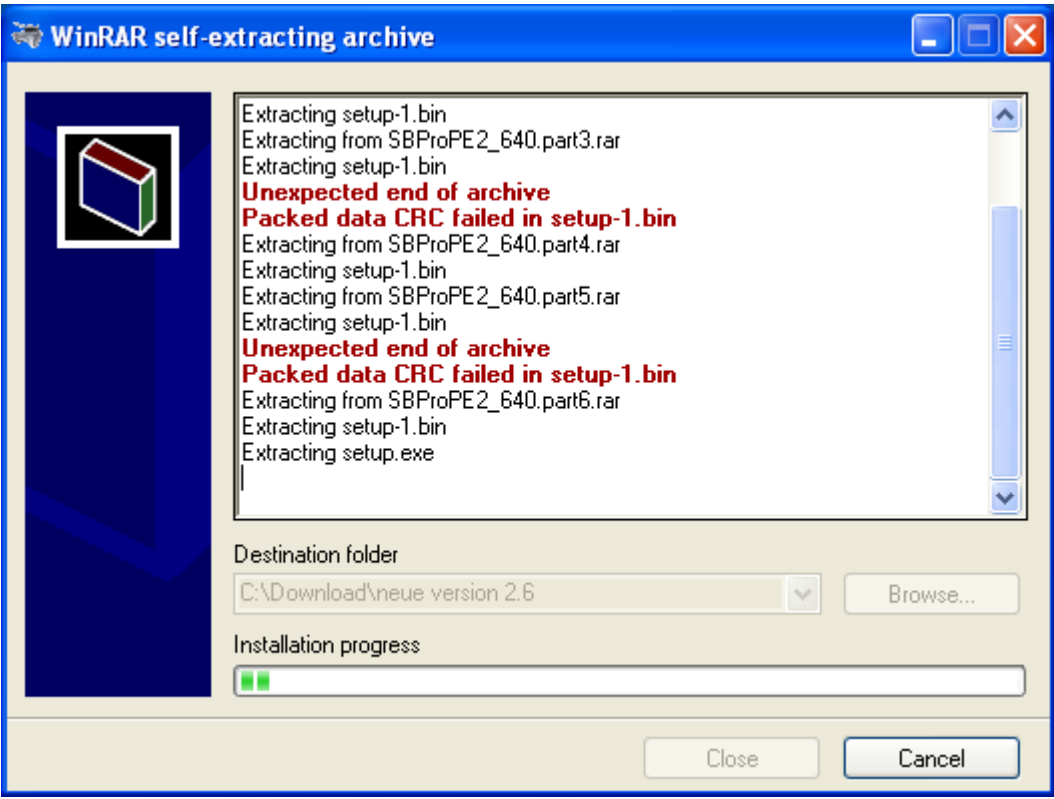 WinRAR self-extracting archive
Extracting setup-1.bin
Extracting from SBProPE2_640.part3.rar
Extracting setup-1.bin
Unexpected end of archive
Packed data CRC failed in setup-1.bin
Extracting from SBProPE2_640.part4.rar
Extracting setup-1.bin
Extracting from SBProPE2_640.part5.rar
Extracting setup-1.bin
Unexpected end of archive
Packed data CRC failed in setup-1.bin
Extracting from SBProPE2_640.part6.rar
Extracting setup-1.bin
Extracting setup.exe
Destination folder
C:\Download\neue version 2.6
Browse...
Installation progress
Close
Cancel